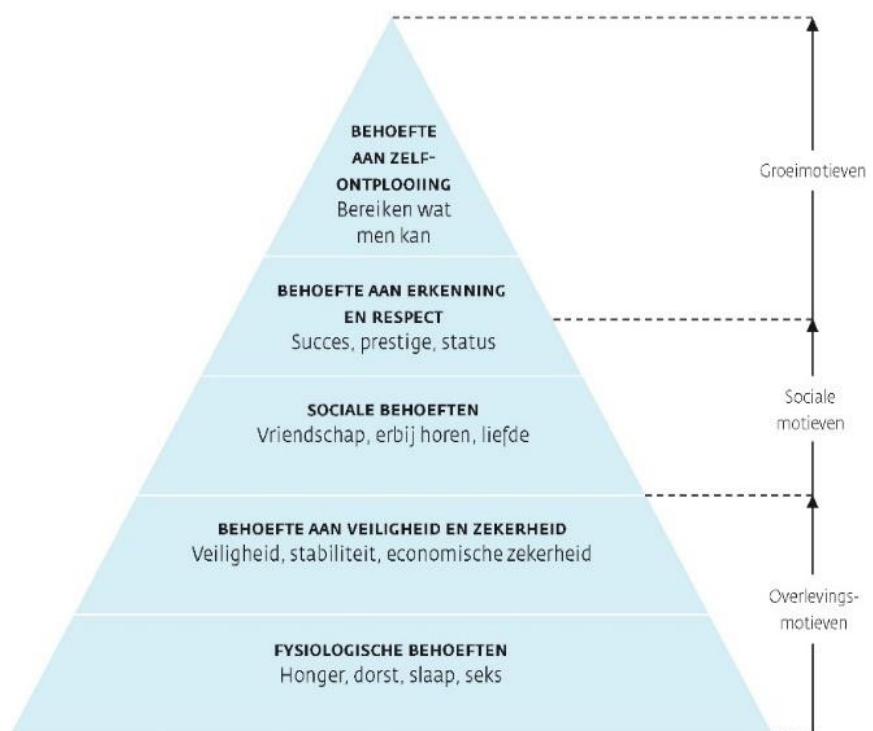 BEHOEFTE
AAN ZELF-
ONTPLOOIING
Bereiken wat
men kan
BEHOEFTE AAN ERKENNING
EN RESPECT
Succes, prestige, status
SOCIALE BEHOEFTEN
Vriendschap, erbij horen, liefde
BEHOEFTE AAN VEILIGHEID EN ZEKERHEID
Veiligheid, stabiliteit, economische zekerheid
FYSIOLOGISCHE BEHOEFTEN
Honger, dorst, slaap, seks
Groeimotieven
Sociale
motieven
Overlevings-
motieven